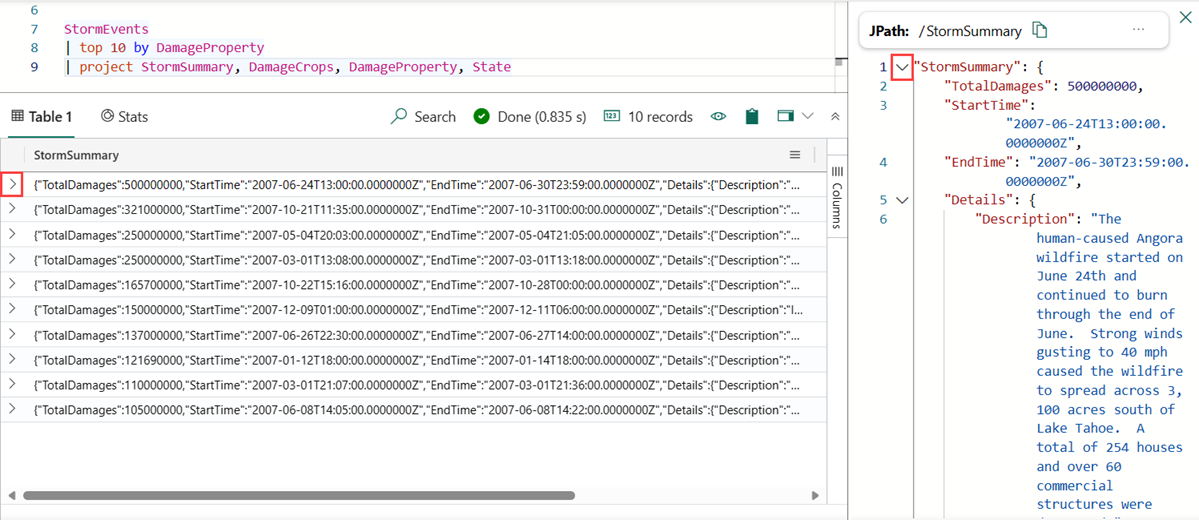 6
7 StormEvents
8 | top 10 by DamageProperty
9 | project StormSummary, DamageCrops, DamageProperty, State
Table 1 Stats Search Done (0.835 s) 123 10 records
StormSummary
{"TotalDamages":500000000,"StartTime":"2007-06-24T13:00:00.0000000Z","EndTime":"2007-06-30T23:59:00.0000000Z","Details":{"Description":"...
{"TotalDamages":321000000,"StartTime":"2007-10-21T11:35:00.0000000Z","EndTime":"2007-10-31T00:00:00.0000000Z","Details":{"Description":"...
{"TotalDamages":250000000,"StartTime":"2007-05-04T20:03:00.0000000Z","EndTime":"2007-05-04T21:05:00.0000000Z","Details":{"Description":"...
{"TotalDamages":250000000,"StartTime":"2007-03-01T13:08:00.0000000Z","EndTime":"2007-03-01T13:18:00.0000000Z","Details":{"Description":"...
{"TotalDamages":165700000,"StartTime":"2007-10-22T15:16:00.0000000Z","EndTime":"2007-10-28T00:00:00.0000000Z","Details":{"Description":"...
{"TotalDamages":150000000,"StartTime":"2007-12-09T01:00:00.0000000Z","EndTime":"2007-12-11T06:00:00.0000000Z","Details":{"Description":"I...
{"TotalDamages":137000000,"StartTime":"2007-06-26T22:30:00.0000000Z","EndTime":"2007-06-27T14:00:00.0000000Z","Details":{"Description":"...
{"TotalDamages":121690000,"StartTime":"2007-01-12T18:00:00.0000000Z","EndTime":"2007-01-14T18:00:00.0000000Z","Details":{"Description":"...
{"TotalDamages":110000000,"StartTime":"2007-03-01T21:07:00.0000000Z","EndTime":"2007-03-01T21:36:00.0000000Z","Details":{"Description":"...
{"TotalDamages":105000000,"StartTime":"2007-06-08T14:05:00.0000000Z","EndTime":"2007-06-08T14:22:00.0000000Z","Details":{"Description":"...
Columns
JPath: /StormSummary ...
1 "StormSummary": {
2 "TotalDamages": 500000000,
3 "StartTime":
"2007-06-24T13:00:00.
0000000Z",
4 "EndTime": "2007-06-30T23:59:00.
0000000Z",
5 "Details": {
6 "Description": "The
human-caused Angora
wildfire started on
June 24th and
continued to burn
through the end of
June. Strong winds
gusting to 40 mph
caused the wildfire
to spread across 3,
100 acres south of
Lake Tahoe. A
total of 254 houses
and over 60
commercial
structures were